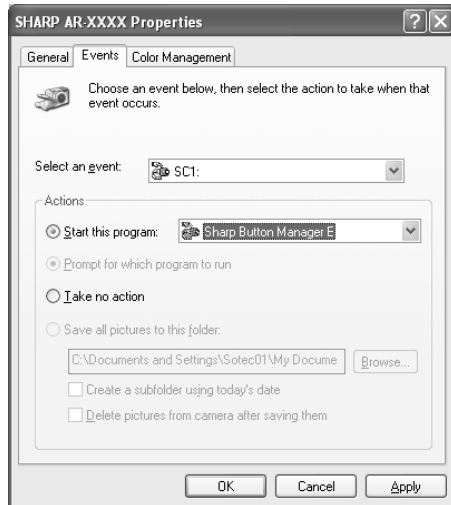 SHARP AR-XXXX Properties
General Events Color Management
Choose an event below, then select the action to take when that
event occurs.
Select an event: SC1:
Actions
Start this program: Sharp Button Manager E
Prompt for which program to run
Take no action
Save all pictures to this folder:
C:\Documents and Settings\Sotec01\My Docume Browse...
Create a subfolder using today's date
Delete pictures from camera after saving them
OK Cancel Apply